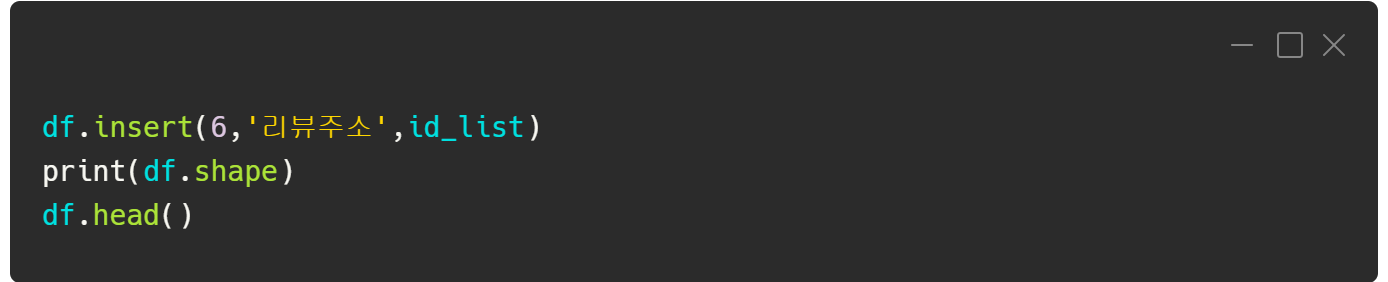 df.insert(6,'리뷰주소',id_list)
print(df.shape)
df.head()